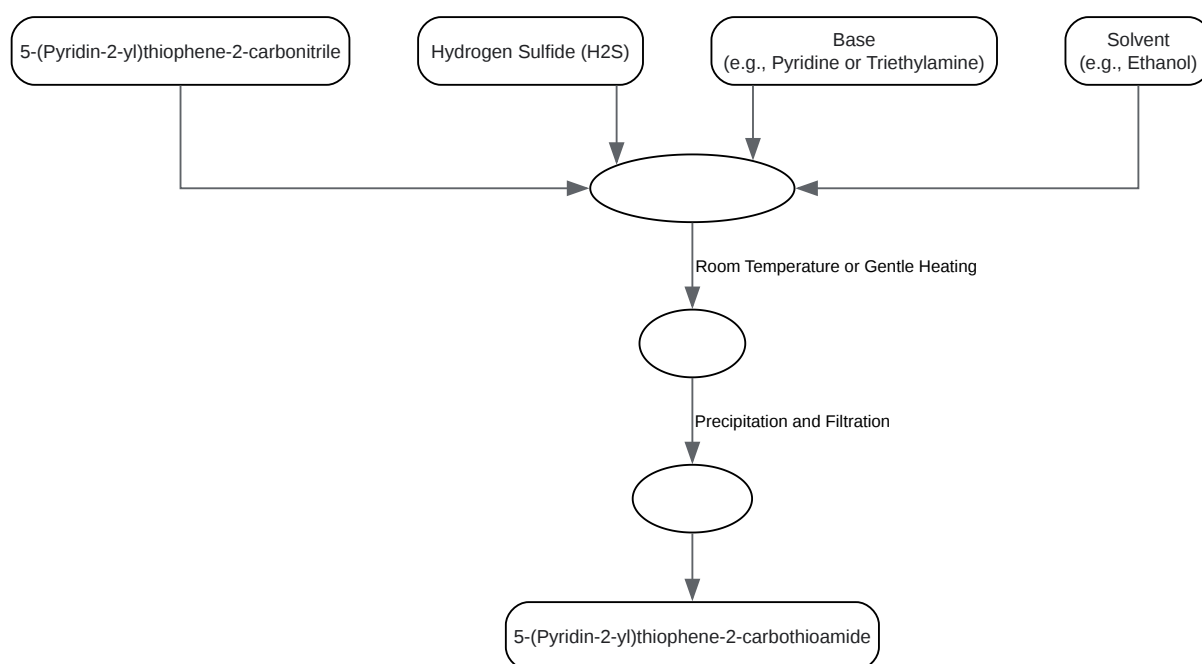 5-(Pyridin-2-yl)thiophene-2-carbonitrile
Hydrogen Sulfide (H2S)
Base
(e.g., Pyridine or Triethylamine)
Solvent
(e.g., Ethanol)
Room Temperature or Gentle Heating
Precipitation and Filtration
5-(Pyridin-2-yl)thiophene-2-carbothioamide